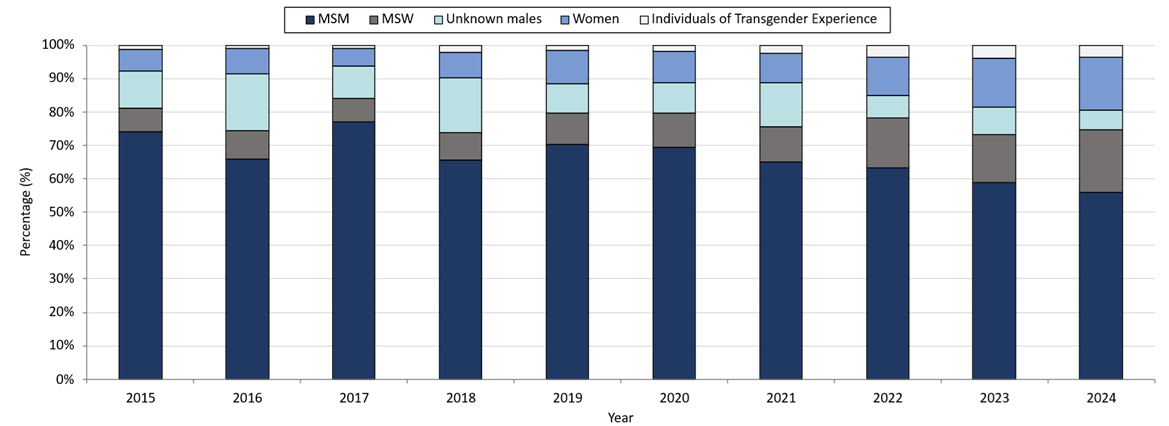 MSM MSW Unknown males Women Individuals of Transgender Experience
100%
90%
80%
70%
60%
50%
40%
30%
20%
10%
0%
Percentage (%)
2015 2016 2017 2018 2019 2020 2021 2022 2023 2024
Year